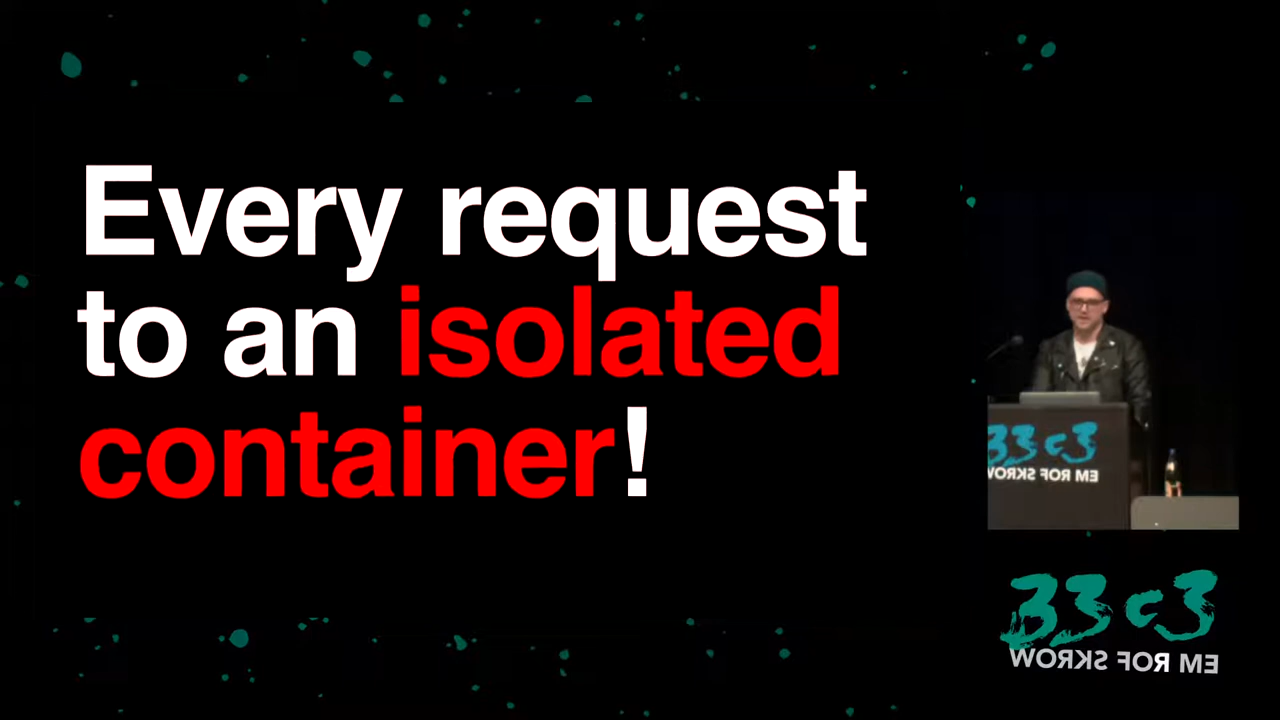 Every request
to an isolated
container!
33c3
WORKS FOR ME
33c3
WORKS FOR ME